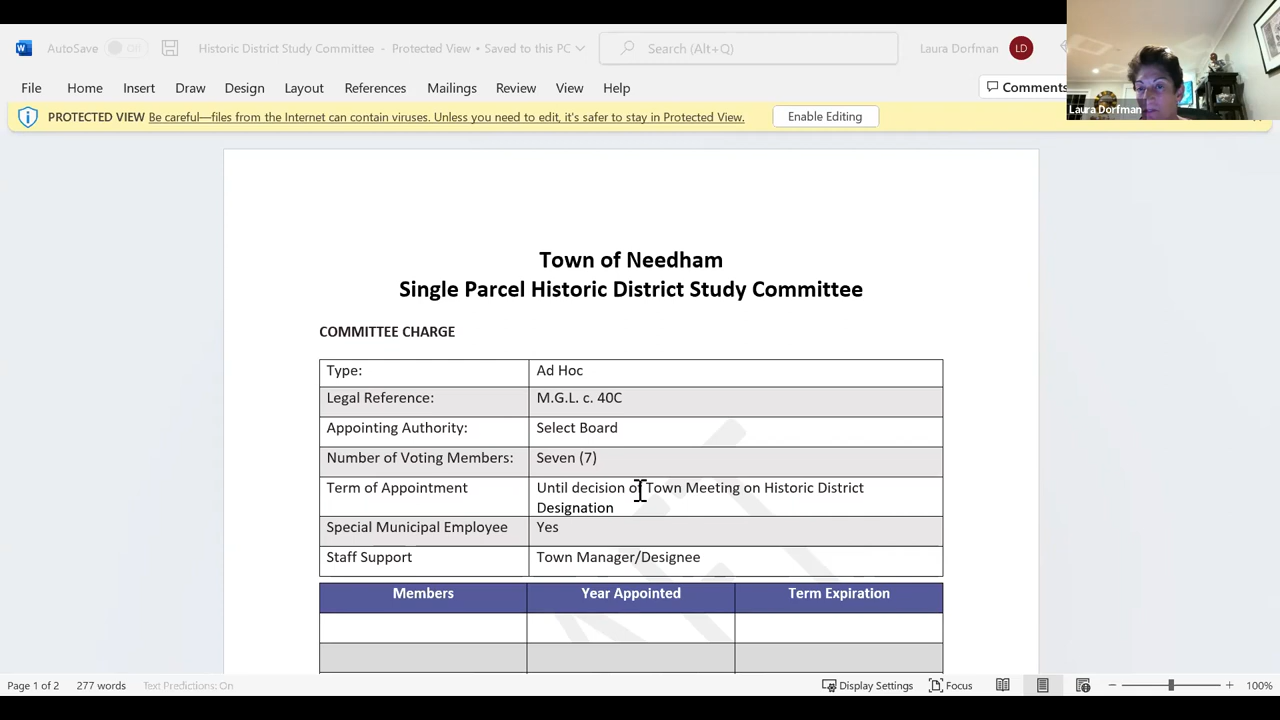 AutoSave Off Historic District Study Committee - Protected View • Saved to this PC Search (Alt+Q) Laura Dorfman LD
File Home Insert Draw Design Layout References Mailings Review View Help Comments
Laura Dorfman
PROTECTED VIEW Be careful—files from the Internet can contain viruses. Unless you need to edit, it's safer to stay in Protected View. Enable Editing
Town of Needham
Single Parcel Historic District Study Committee
COMMITTEE CHARGE
Type: Ad Hoc
Legal Reference: M.G.L. c. 40C
Appointing Authority: Select Board
Number of Voting Members: Seven (7)
Term of Appointment Until decision of Town Meeting on Historic District
Designation
Special Municipal Employee Yes
Staff Support Town Manager/Designee
Members Year Appointed Term Expiration
Page 1 of 2 277 words Text Predictions: On Display Settings Focus 100%